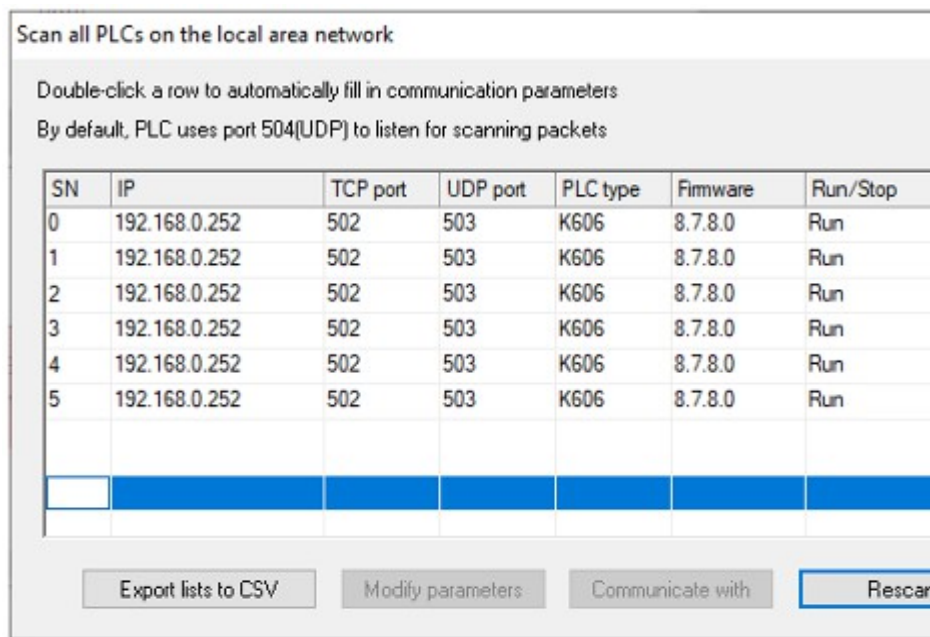 Scan all PLCs on the local area network
Double-click a row to automatically fill in communication parameters
By default, PLC uses port 504(UDP) to listen for scanning packets
SN IP TCP port UDP port PLC type Firmware Run/Stop
0 192.168.0.252 502 503 K606 8.7.8.0 Run
1 192.168.0.252 502 503 K606 8.7.8.0 Run
2 192.168.0.252 502 503 K606 8.7.8.0 Run
3 192.168.0.252 502 503 K606 8.7.8.0 Run
4 192.168.0.252 502 503 K606 8.7.8.0 Run
5 192.168.0.252 502 503 K606 8.7.8.0 Run
Export lists to CSV Modify parameters Communicate with Rescan